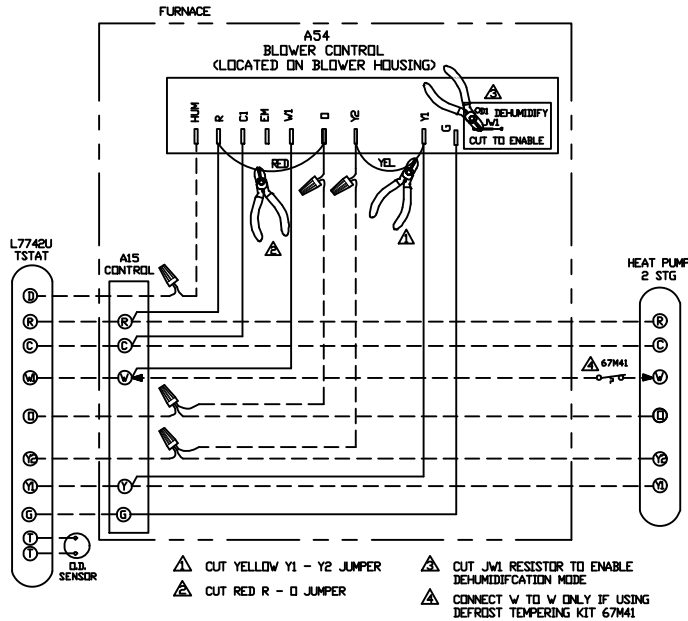 FURNACE
A54
BLOWER CONTROL
(LOCATED ON BLOWER HOUSING)
HUM
R
C1
EM
W1
O
Y2
Y1
G
3
DEHUMIDIFY
JW1
CUT TO ENABLE
RED
YEL
2
1
L7742U
TSTAT
A15
CONTROL
HEAT PUMP
2 STG
D
R
R
R
C
C
C
4 67M41
W1
W
W
O
O
Y2
Y2
Y1
Y
Y1
G
G
T
T
O.D.
SENSOR
1 CUT YELLOW Y1 - Y2 JUMPER
2 CUT RED R - O JUMPER
3 CUT JW1 RESISTOR TO ENABLE
DEHUMIDIFCATION MODE
4 CONNECT W TO W ONLY IF USING
DEFROST TEMPERING KIT 67M41